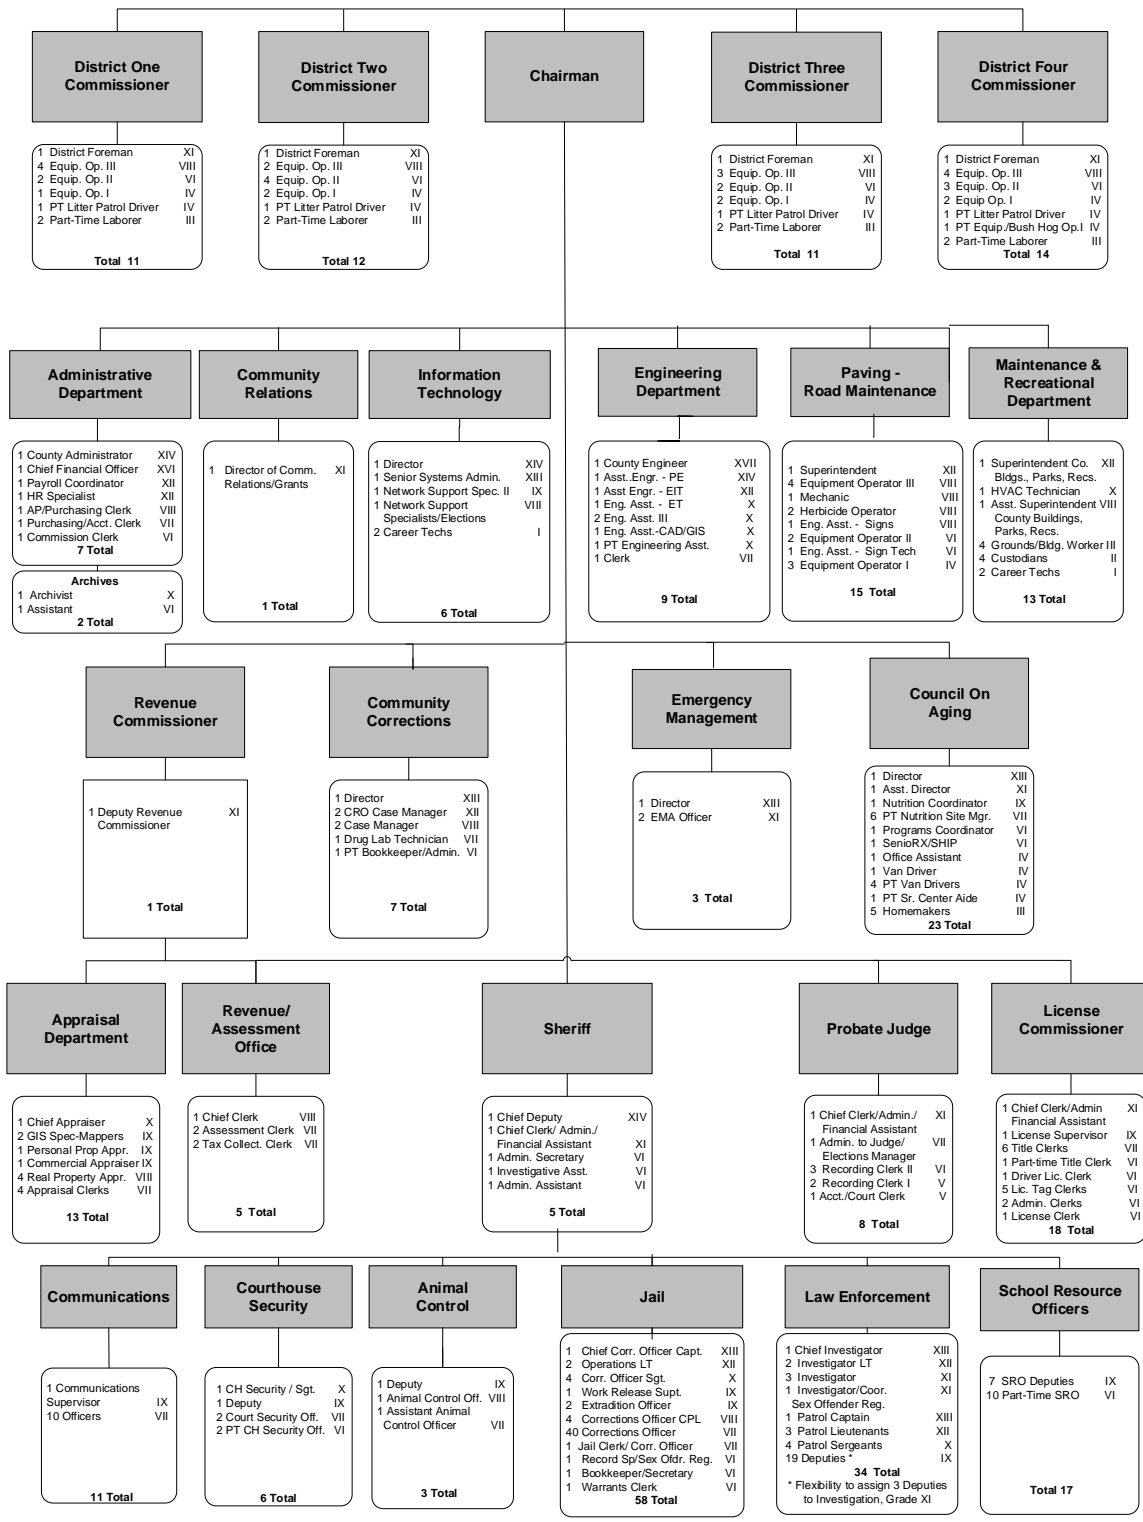 District One
Commissioner
District Two
Commissioner
Chairman
District Three
Commissioner
District Four
Commissioner
1 District Foreman XI
4 Equip. Op. III VIII
2 Equip. Op. II VI
1 Equip. Op. I IV
1 PT Litter Patrol Driver IV
2 Part-Time Laborer III
Total 11
1 District Foreman XI
2 Equip. Op. III VIII
4 Equip. Op. II VI
2 Equip. Op. I IV
1 PT Litter Patrol Driver IV
2 Part-Time Laborer III
Total 12
1 District Foreman XI
3 Equip. Op. III VIII
2 Equip. Op. II VI
2 Equip. Op. I IV
1 PT Litter Patrol Driver IV
2 Part-Time Laborer III
Total 11
1 District Foreman XI
4 Equip. Op. III VIII
3 Equip. Op. II VI
2 Equip Op. I IV
1 PT Litter Patrol Driver IV
1 PT Equip./Bush Hog Op.I IV
2 Part-Time Laborer III
Total 14
Administrative
Department
Community
Relations
Information
Technology
Engineering
Department
Paving -
Road Maintenance
Maintenance &
Recreational
Department
1 County Administrator XIV
1 Chief Financial Officer XVI
1 Payroll Coordinator XII
1 HR Specialist XII
1 AP/Purchasing Clerk VIII
1 Purchasing/Acct. Clerk VII
1 Commission Clerk VI
7 Total
Archives
1 Archivist X
1 Assistant VI
2 Total
1 Director of Comm. XI
Relations/Grants
1 Total
1 Director XIV
1 Senior Systems Admin. XIII
1 Network Support Spec. II IX
1 Network Support VIII
Specialists/Elections
2 Career Techs I
6 Total
1 County Engineer XVII
1 Asst..Engr. - PE XIV
1 Asst Engr. - EIT XII
1 Eng. Asst. - ET X
2 Eng. Asst. III X
1 Eng. Asst.-CAD/GIS X
1 PT Engineering Asst. X
1 Clerk VII
9 Total
1 Superintendent XII
4 Equipment Operator III VIII
1 Mechanic VIII
2 Herbicide Operator VIII
1 Eng. Asst. - Signs VIII
2 Equipment Operator II VI
1 Eng. Asst. - Sign Tech VI
3 Equipment Operator I IV
15 Total
1 Superintendent Co. XII
Bldgs., Parks, Recs.
1 HVAC Technician X
1 Asst. Superintendent VIII
County Buildings,
Parks, Recs.
4 Grounds/Bldg. Worker III
4 Custodians II
2 Career Techs I
13 Total
Revenue
Commissioner
Community
Corrections
Emergency
Management
Council On
Aging
1 Deputy Revenue XI
Commissioner
1 Total
1 Director XIII
2 CRO Case Manager XII
2 Case Manager VIII
1 Drug Lab Technician VII
1 PT Bookkeeper/Admin. VI
7 Total
1 Director XIII
2 EMA Officer XI
3 Total
1 Director XIII
1 Asst. Director XI
1 Nutrition Coordinator IX
6 PT Nutrition Site Mgr. VII
1 Programs Coordinator VI
1 SenioRX/SHIP VI
1 Office Assistant IV
1 Van Driver IV
4 PT Van Drivers IV
1 PT Sr. Center Aide IV
5 Homemakers III
23 Total
Appraisal
Department
Revenue/
Assessment
Office
Sheriff
Probate Judge
License
Commissioner
1 Chief Appraiser X
2 GIS Spec-Mappers IX
1 Personal Prop Appr. IX
1 Commercial Appraiser IX
4 Real Property Appr. VIII
4 Appraisal Clerks VII
13 Total
1 Chief Clerk VIII
2 Assessment Clerk VII
2 Tax Collect. Clerk VII
5 Total
1 Chief Deputy XIV
1 Chief Clerk/ Admin./
Financial Assistant XI
1 Admin. Secretary VI
1 Investigative Asst. VI
1 Admin. Assistant VI
5 Total
1 Chief Clerk/Admin./ XI
Financial Assistant
1 Admin. to Judge/ VII
Elections Manager
3 Recording Clerk II VI
2 Recording Clerk I V
1 Acct./Court Clerk V
8 Total
1 Chief Clerk/Admin XI
Financial Assistant
1 License Supervisor IX
6 Title Clerks VII
1 Part-time Title Clerk VI
1 Driver Lic. Clerk VI
5 Lic. Tag Clerks VI
2 Admin. Clerks VI
1 License Clerk VI
18 Total
Communications
Courthouse
Security
Animal
Control
Jail
Law Enforcement
School Resource
Officers
1 Communications
Supervisor IX
10 Officers VII
11 Total
1 CH Security / Sgt. X
1 Deputy IX
2 Court Security Off. VII
2 PT CH Security Off. VI
6 Total
1 Deputy IX
1 Animal Control Off. VIII
1 Assistant Animal
Control Officer VII
3 Total
1 Chief Corr. Officer Capt. XIII
2 Operations LT XII
4 Corr. Officer Sgt. X
1 Work Release Supt. IX
2 Extradition Officer IX
4 Corrections Officer CPL VIII
40 Corrections Officer VII
1 Jail Clerk/ Corr. Officer VII
1 Record Sp/Sex Ofdr. Reg. VI
1 Bookkeeper/Secretary VI
1 Warrants Clerk VI
58 Total
1 Chief Investigator XIII
2 Investigator LT XII
3 Investigator XI
1 Investigator/Coor. XI
Sex Offender Reg.
1 Patrol Captain XIII
3 Patrol Lieutenants XII
4 Patrol Sergeants X
19 Deputies * IX
34 Total
* Flexibility to assign 3 Deputies
to Investigation, Grade XI
7 SRO Deputies IX
10 Part-Time SRO VI
Total 17